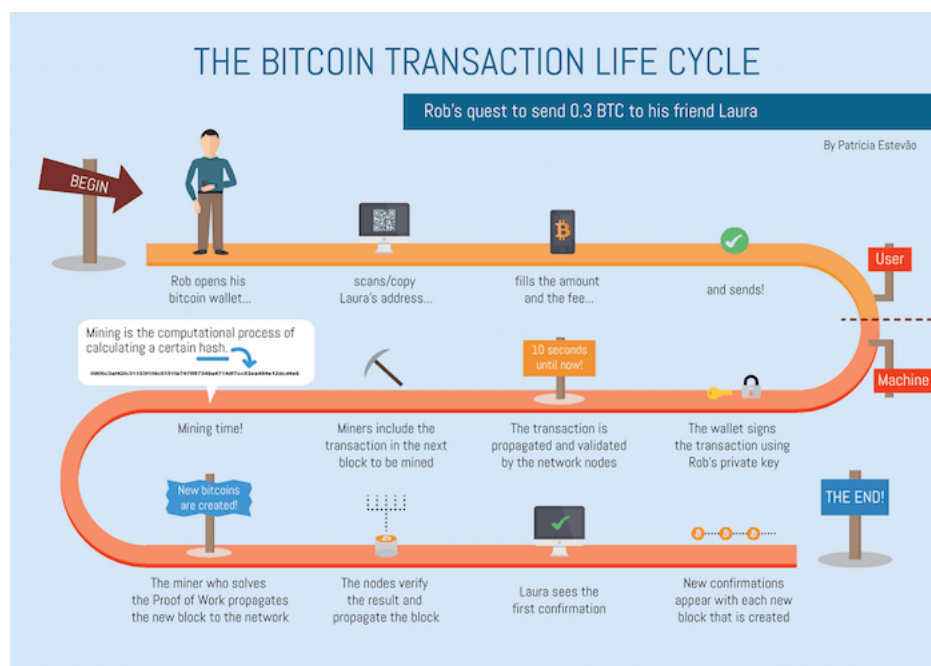 THE BITCOIN TRANSACTION LIFE CYCLE
Rob's quest to send 0.3 BTC to his friend Laura
By Patrícia Estevão
BEGIN
Rob opens his
bitcoin wallet...
scans/copy
Laura's address...
fills the amount
and the fee...
and sends!
User
Machine
The wallet signs
the transaction using
Rob's private key
10 seconds
until now!
The transaction is
propagated and validated
by the network nodes
Miners include the
transaction in the next
block to be mined
Mining is the computational process of
calculating a certain hash.
Mining time!
New bitcoins
are created!
The miner who solves
the Proof of Work propagates
the new block to the network
The nodes verify
the result and
propagate the block
Laura sees the
first confirmation
New confirmations
appear with each new
block that is created
THE END!